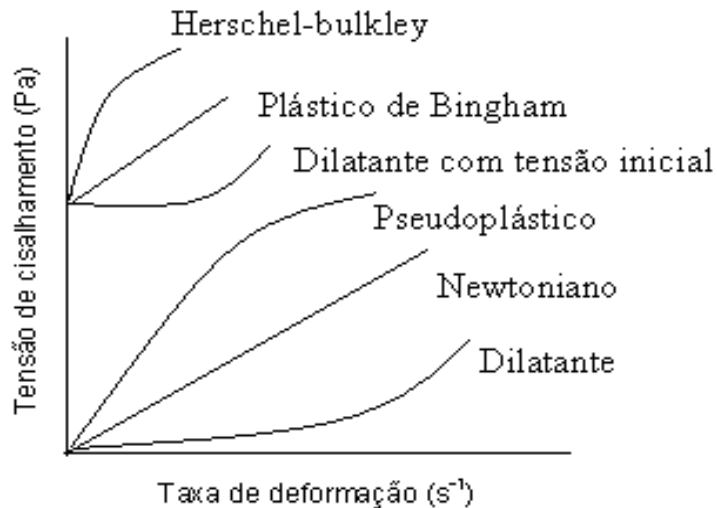 Herschel-bulkley
Plástico de Bingham
Dilatante com tensão inicial
Pseudoplástico
Newtoniano
Dilatante
Tensão de cisalhamento (Pa)
Taxa de deformação (s⁻¹)